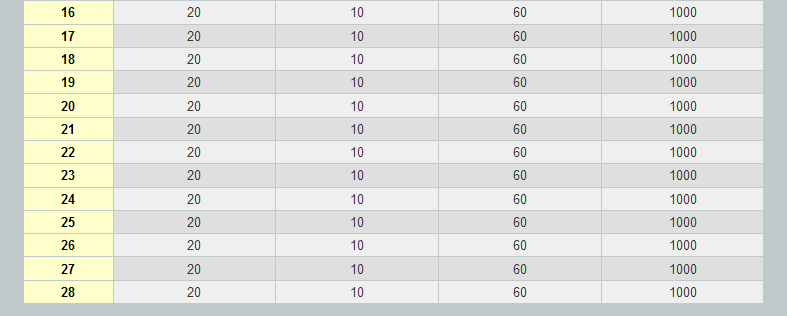 16 20 10 60 1000
17 20 10 60 1000
18 20 10 60 1000
19 20 10 60 1000
20 20 10 60 1000
21 20 10 60 1000
22 20 10 60 1000
23 20 10 60 1000
24 20 10 60 1000
25 20 10 60 1000
26 20 10 60 1000
27 20 10 60 1000
28 20 10 60 1000